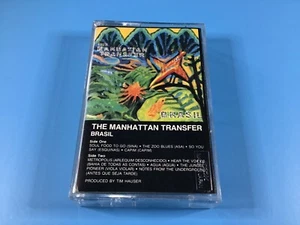 THE
MANHATTAN
TRANSFER
BRASIL
THE MANHATTAN TRANSFER
BRASIL
Side One
SOUL FOOD TO GO (SINA) • THE ZOO BLUES (ASA) • SO YOU
SAY (ESQUINAS) • CAPIM (CAPIM)
Side Two
METROPOLIS (ARLEQUIM DESCONHECIDO) • HEAR THE VOICES
(BAHIA DE TODAS AS CONTAS) • AGUA (AGUA) • THE JUNGLE
PIONEER (VIOLA VIOLAR) • NOTES FROM THE UNDERGROUND
(ANTES QUE SEJA TARDE)
PRODUCED BY TIM HAUSER